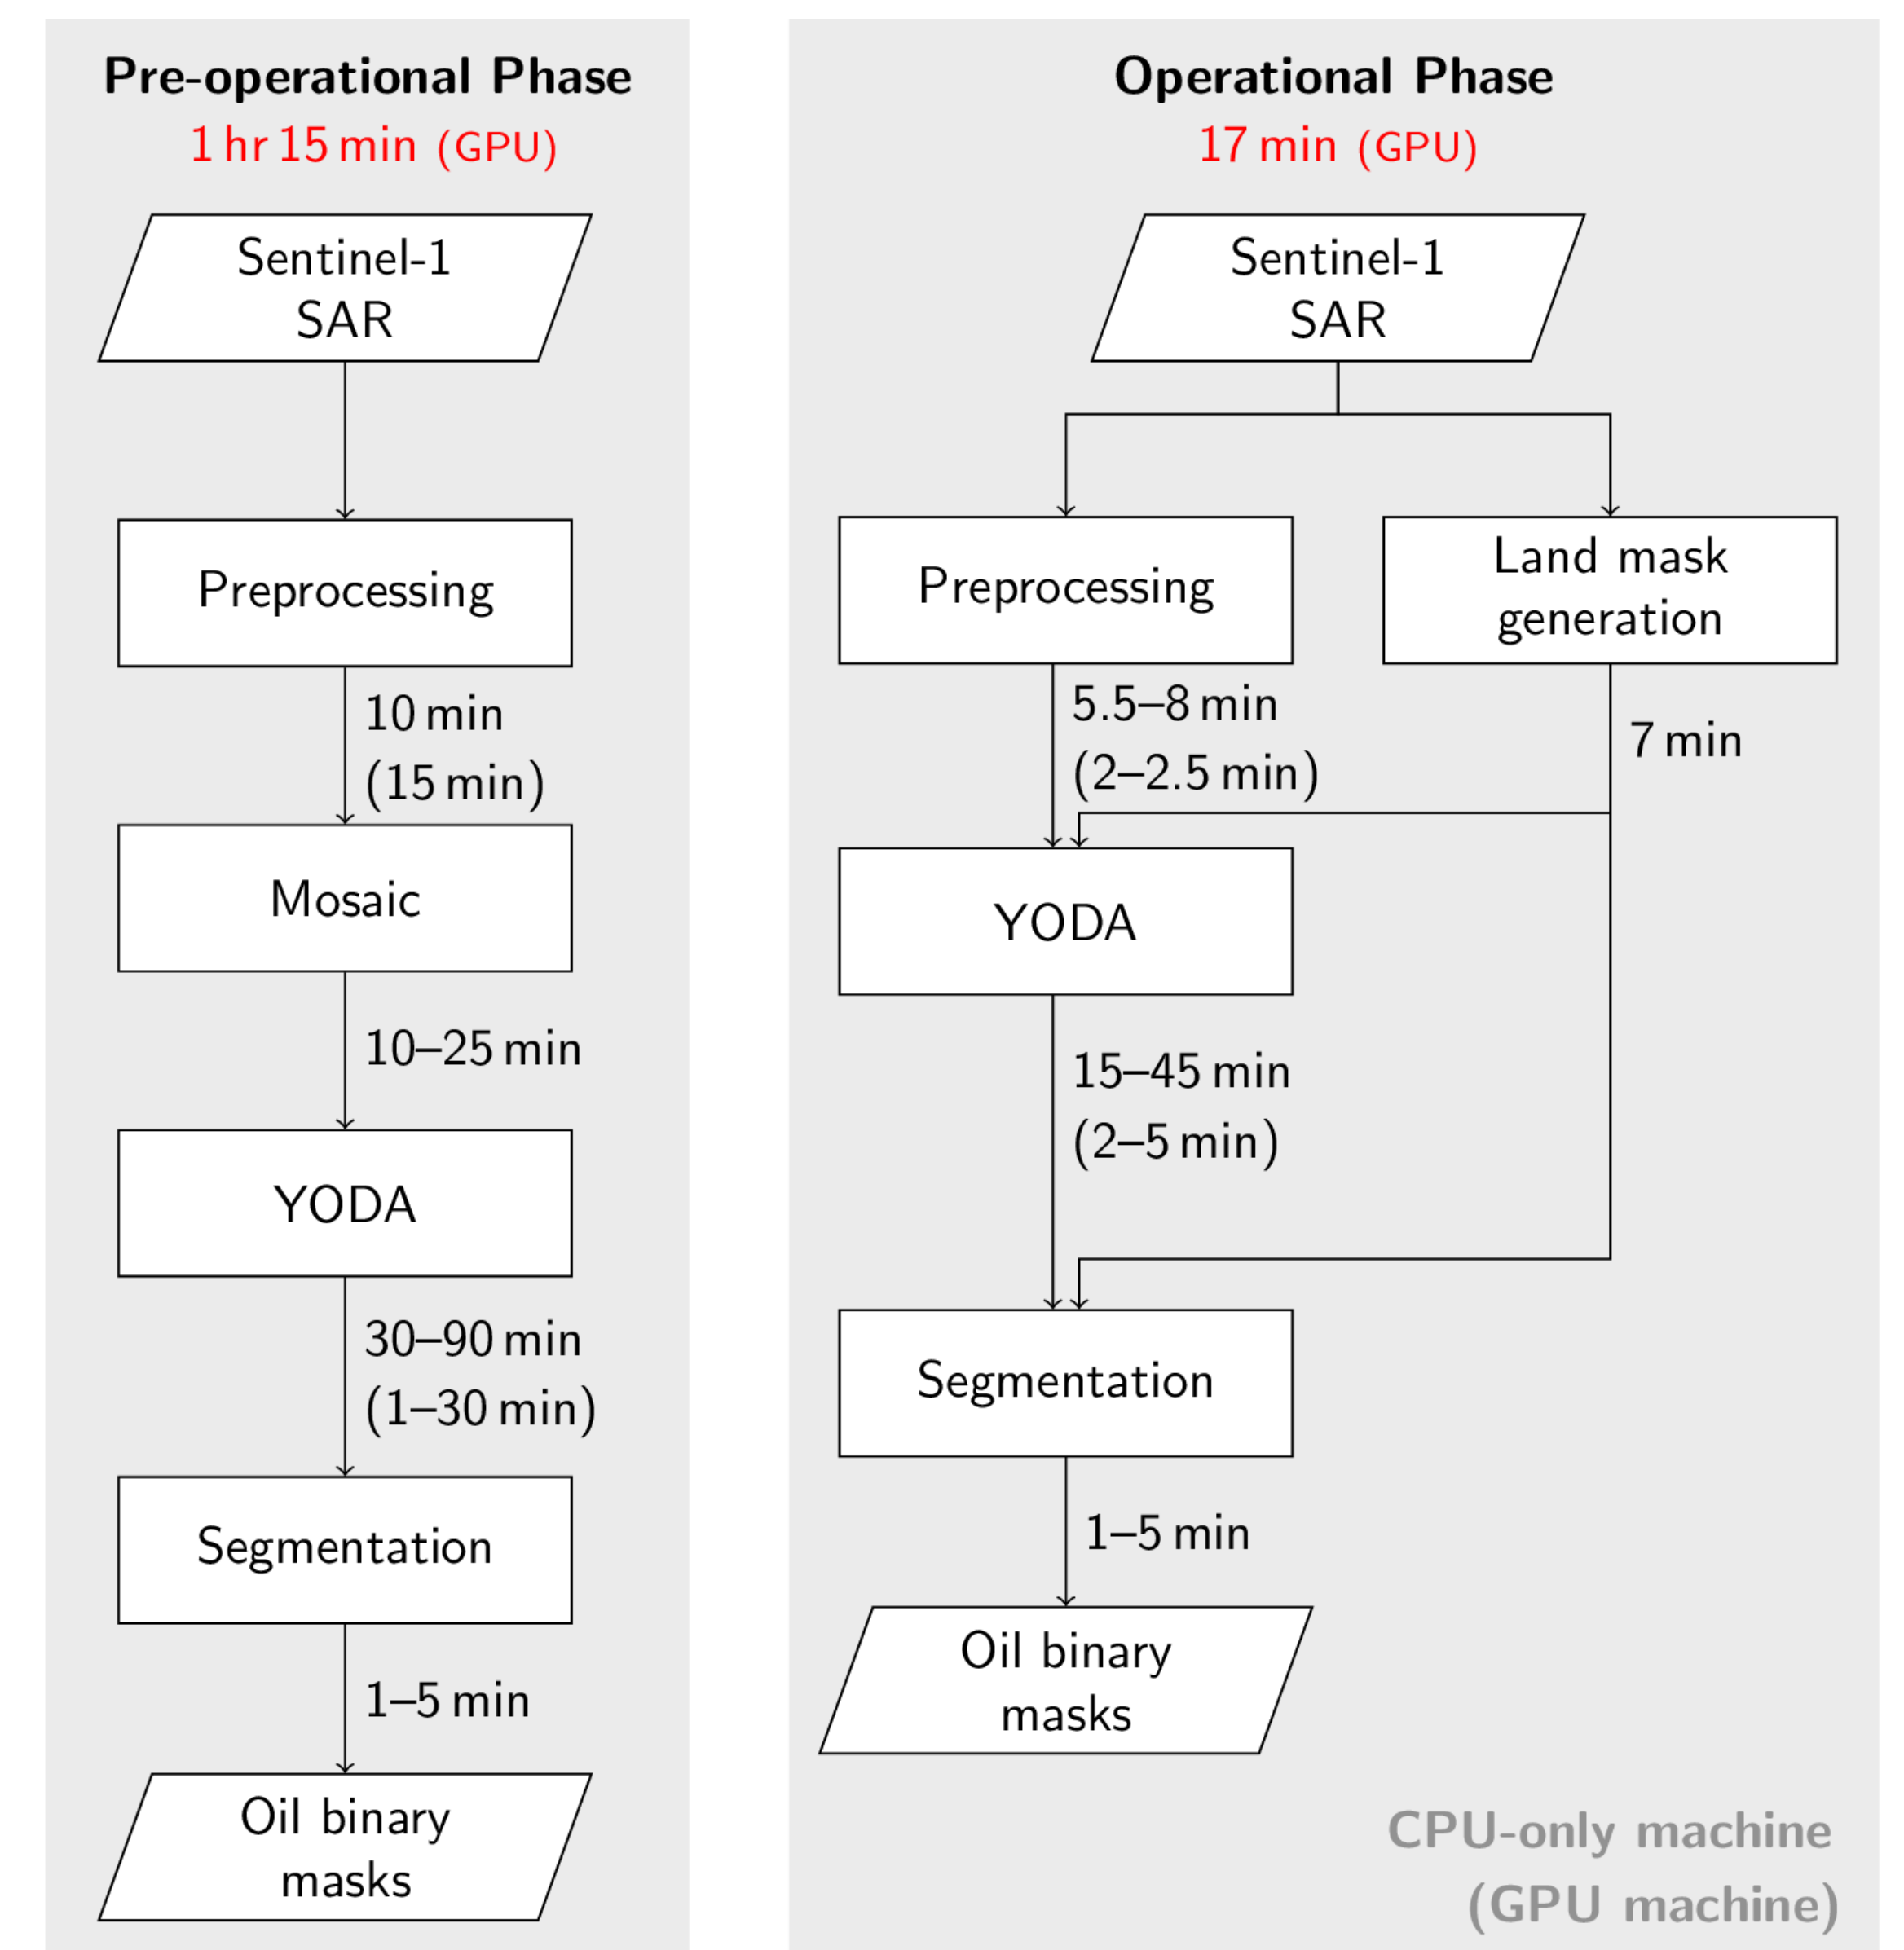 Pre-operational Phase
1 hr 15 min (GPU)
Sentinel-1
SAR
Preprocessing
10 min
(15 min)
Mosaic
10–25 min
YODA
30–90 min
(1–30 min)
Segmentation
1–5 min
Oil binary
masks
Operational Phase
17 min (GPU)
Sentinel-1
SAR
Preprocessing
Land mask
generation
5.5–8 min
(2–2.5 min)
7 min
YODA
15–45 min
(2–5 min)
Segmentation
1–5 min
Oil binary
masks
CPU-only machine
(GPU machine)